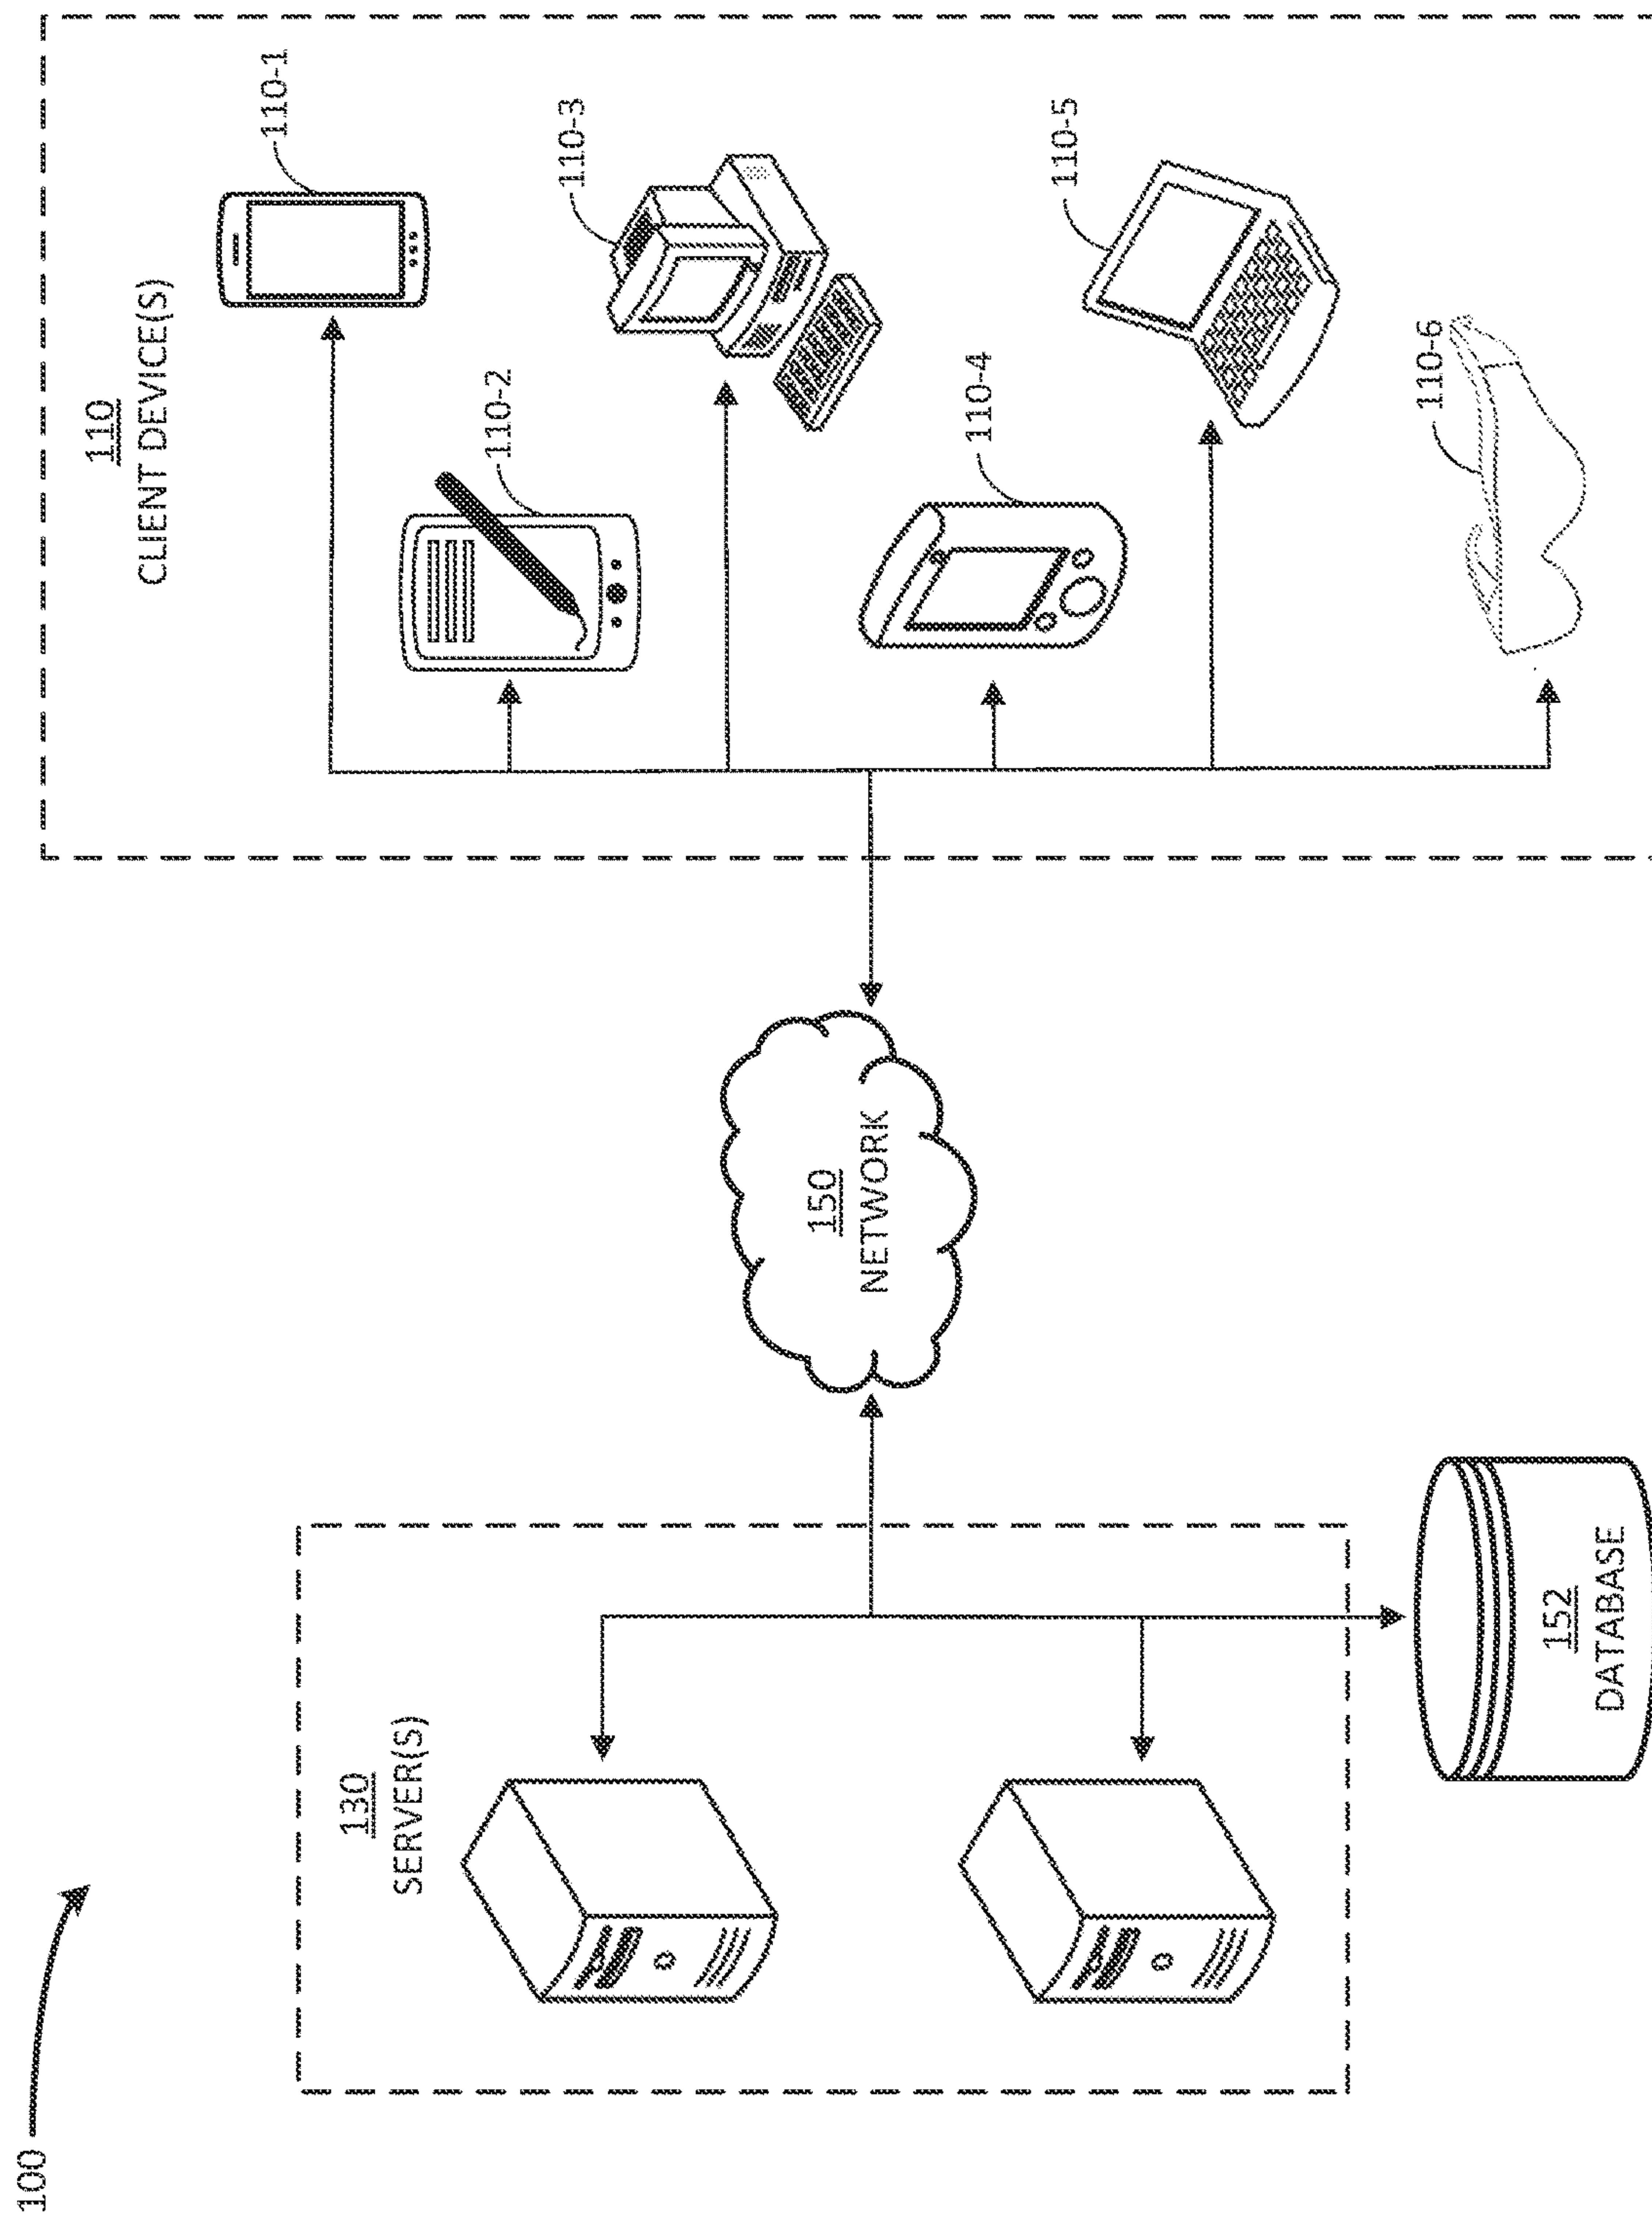 100
130
SERVER(S)
152
DATABASE
150
NETWORK
110
CLIENT DEVICE(S)
110-1
110-2
110-3
110-4
110-5
110-6